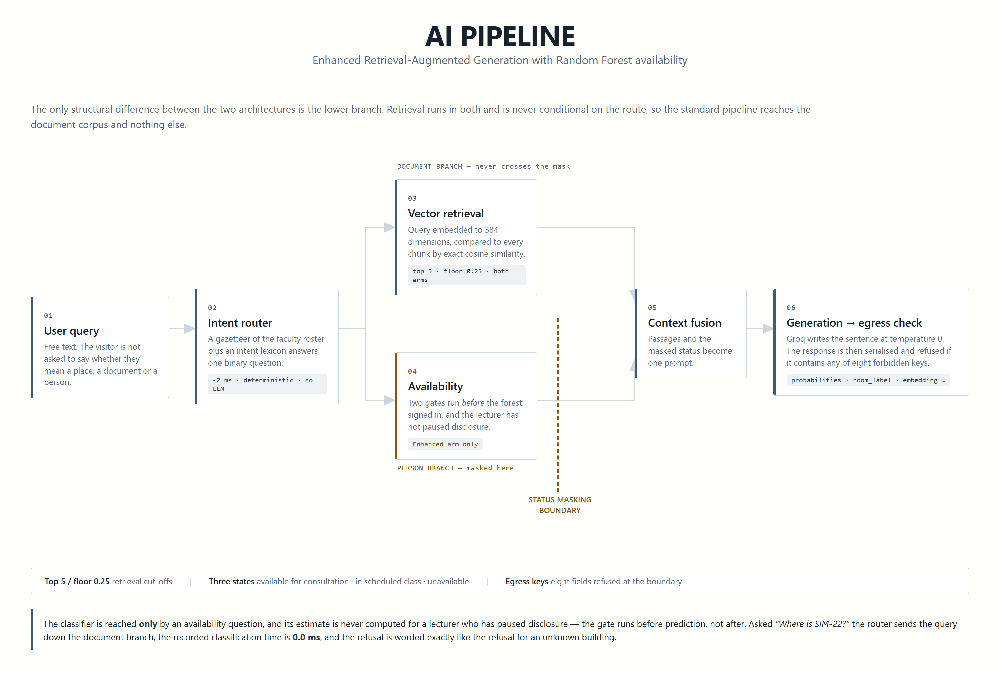 AI PIPELINE
Enhanced Retrieval-Augmented Generation with Random Forest availability
The only structural difference between the two architectures is the lower branch. Retrieval runs in both and is never conditional on the route, so the standard pipeline reaches the
document corpus and nothing else.
DOCUMENT BRANCH — never crosses the mask
03
Vector retrieval
Query embedded to 384
dimensions, compared to every
chunk by exact cosine similarity.
top 5 · floor 0.25 · both
arms
01
User query
Free text. The visitor is not
asked to say whether they
mean a place, a document or a
person.
02
Intent router
A gazetteer of the faculty roster
plus an intent lexicon answers
one binary question.
~2 ms · deterministic · no
LLM
04
Availability
Two gates run before the forest:
signed in, and the lecturer has
not paused disclosure.
Enhanced arm only
PERSON BRANCH — masked here
STATUS MASKING
BOUNDARY
05
Context fusion
Passages and the
masked status become
one prompt.
06
Generation → egress check
Groq writes the sentence at temperature 0.
The response is then serialised and refused if
it contains any of eight forbidden keys.
probabilities · room_label · embedding …
Top 5 / floor 0.25 retrieval cut-offs | Three states available for consultation · in scheduled class · unavailable | Egress keys eight fields refused at the boundary
The classifier is reached only by an availability question, and its estimate is never computed for a lecturer who has paused disclosure — the gate runs before prediction, not after. Asked “Where is SIM-22?” the router sends the query
down the document branch, the recorded classification time is 0.0 ms, and the refusal is worded exactly like the refusal for an unknown building.